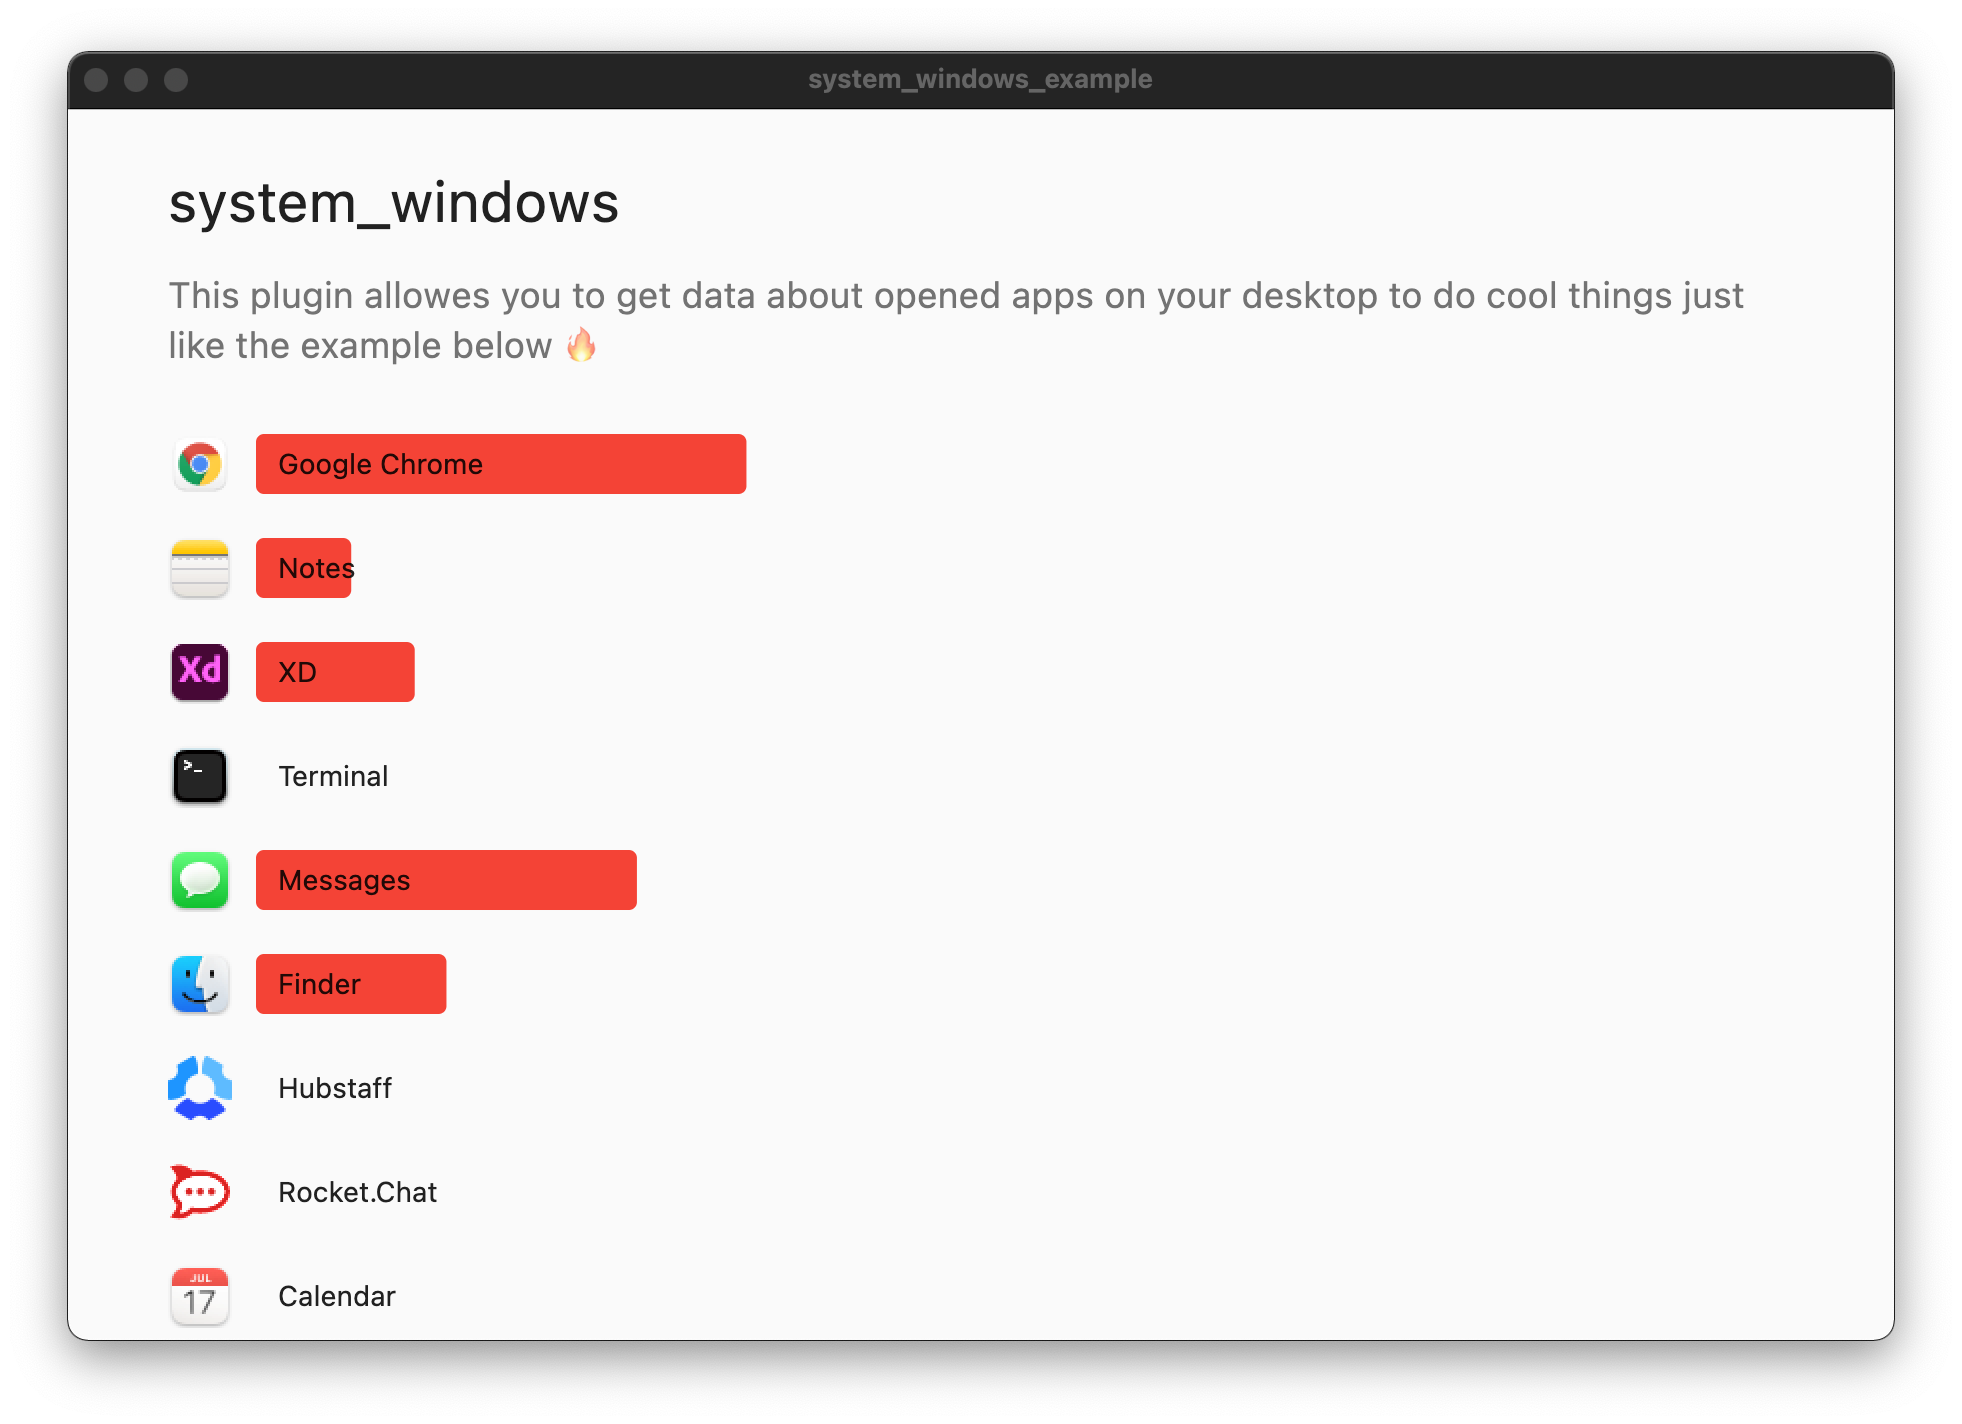 system_windows_example
system_windows
This plugin allowes you to get data about opened apps on your desktop to do cool things just
like the example below 🔥
Google Chrome
Notes
Xd
XD
>_
Terminal
Messages
Finder
Hubstaff
Rocket.Chat
JUL
17
Calendar